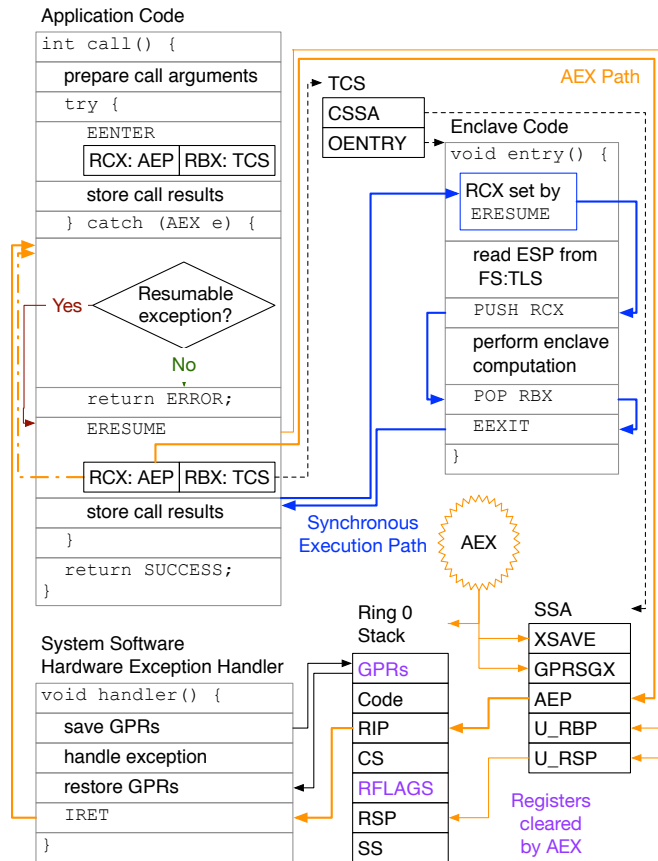 Application Code
int call() {
prepare call arguments
try {
EENTER
RCX: AEP RBX: TCS
store call results
} catch (AEX e) {
Resumable
exception?
Yes
No
return ERROR;
ERESUME
RCX: AEP RBX: TCS
store call results
}
return SUCCESS;
}
AEX Path
TCS
CSSA
OENTRY
Enclave Code
void entry() {
RCX set by
ERESUME
read ESP from
FS:TLS
PUSH RCX
perform enclave
computation
POP RBX
EEXIT
}
Synchronous
Execution Path
AEX
System Software
Hardware Exception Handler
void handler() {
save GPRs
handle exception
restore GPRs
IRET
}
Ring 0
Stack
GPRs
Code
RIP
CS
RFLAGS
RSP
SS
SSA
XSAVE
GPRSGX
AEP
U_RBP
U_RSP
Registers
cleared
by AEX